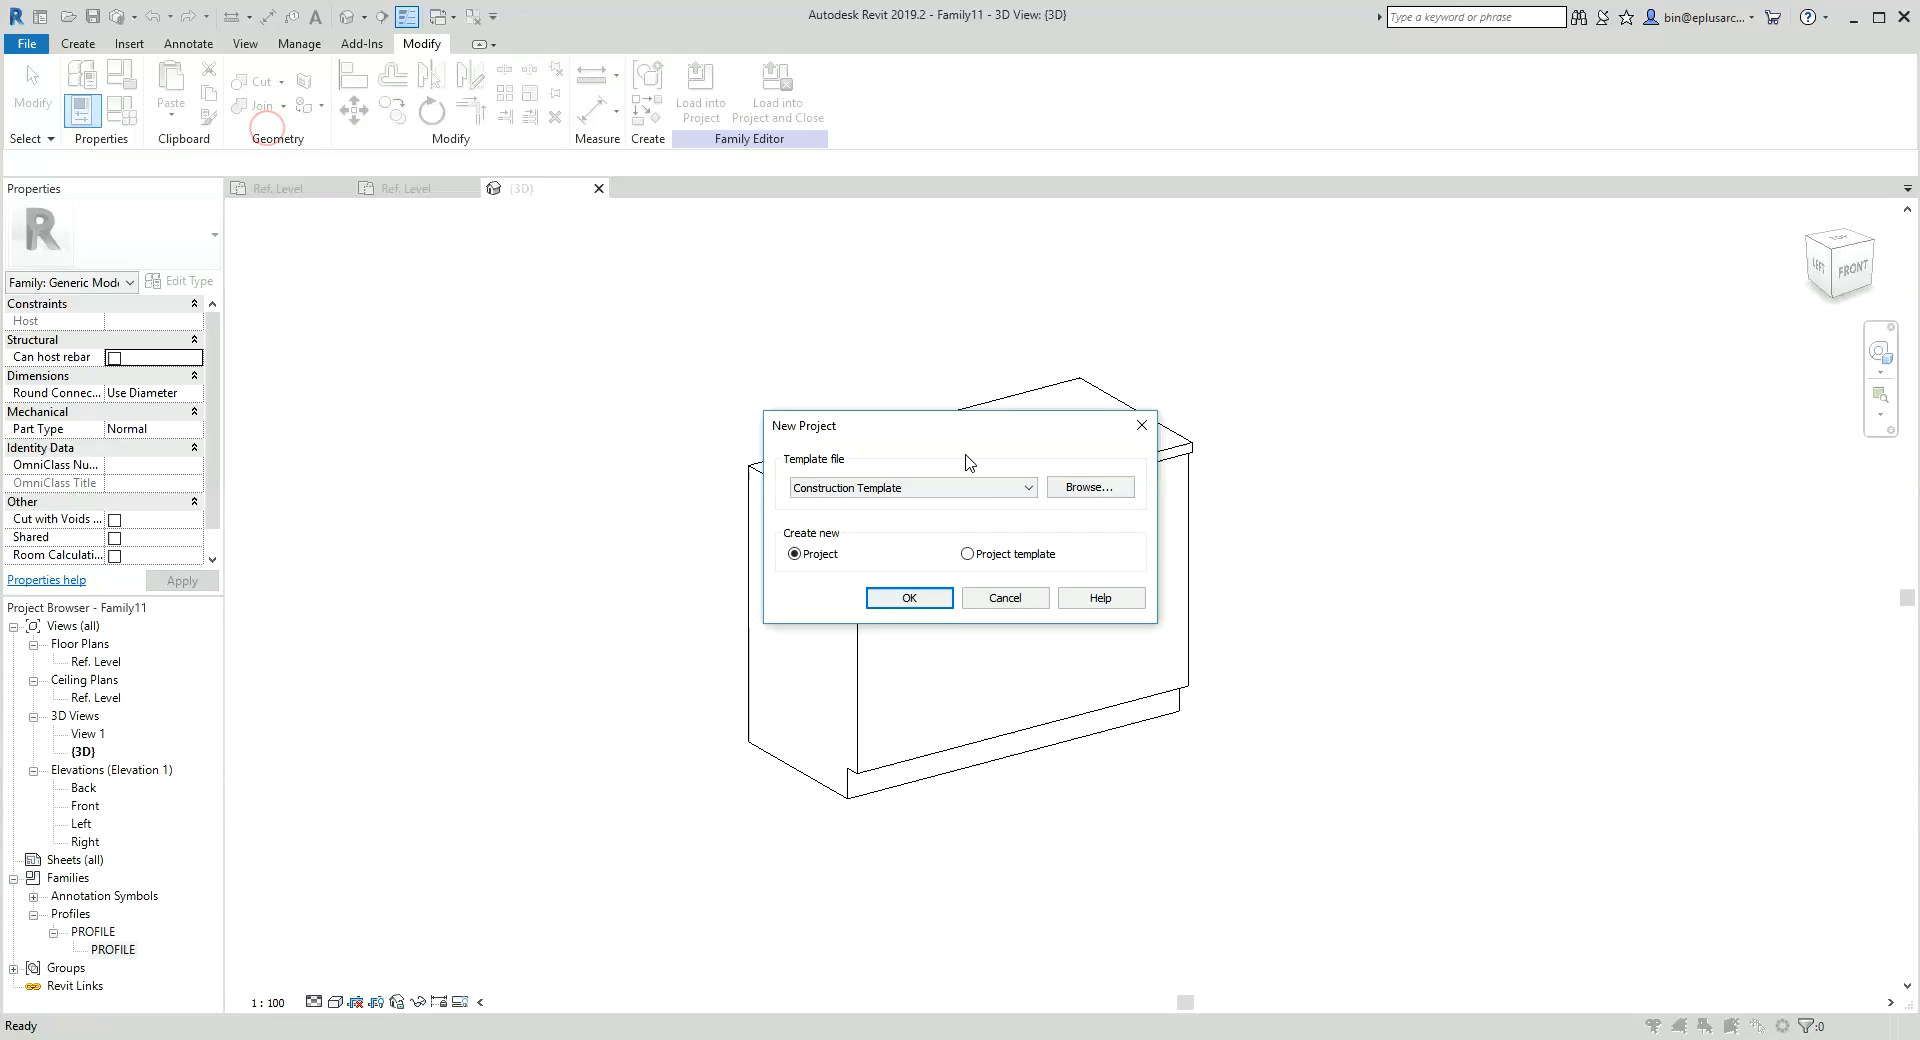 Autodesk Revit 2019.2 - Family11 - 3D View: {3D}
Type a keyword or phrase
bin@eplusarc...
File Create Insert Annotate View Manage Add-Ins Modify
Modify
Paste
Cut
Join
Load into Project
Load into Project and Close
Select Properties Clipboard Geometry Modify Measure Create Family Editor
Properties
Ref. Level
Ref. Level
{3D}
R
Family: Generic Mode
Edit Type
Constraints
Host
Structural
Can host rebar
Dimensions
Round Connec... Use Diameter
Mechanical
Part Type Normal
Identity Data
OmniClass Nu...
OmniClass Title
Other
Cut with Voids ...
Shared
Room Calculati...
Properties help
Apply
Project Browser - Family11
Views (all)
Floor Plans
Ref. Level
Ceiling Plans
Ref. Level
3D Views
View 1
{3D}
Elevations (Elevation 1)
Back
Front
Left
Right
Sheets (all)
Families
Annotation Symbols
Profiles
PROFILE
PROFILE
Groups
Revit Links
TOP
LEFT
FRONT
New Project
Template file
Construction Template
Browse...
Create new
Project
Project template
OK
Cancel
Help
1 : 100
Ready
:0